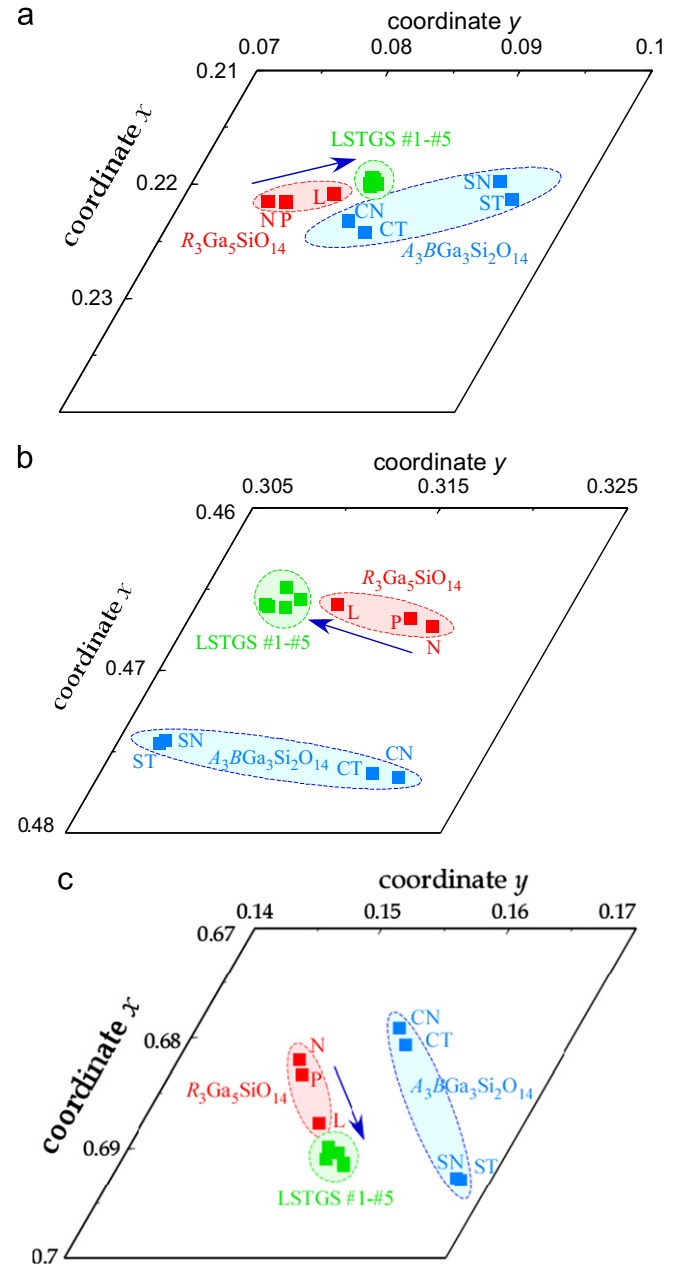 a
coordinate y
0.07 0.08 0.09 0.1
0.21
coordinate x
LSTGS #1-#5
0.22
SN
L
ST
N P
CN
CT
R₃Ga₅SiO₁₄
A₃BGa₃Si₂O₁₄
0.23
b
coordinate y
0.305 0.315 0.325
0.46
coordinate x
R₃Ga₅SiO₁₄
L
P
N
LSTGS #1-#5
0.47
SN
ST
A₃BGa₃Si₂O₁₄
CT
CN
0.48
c
coordinate y
0.14 0.15 0.16 0.17
0.67
coordinate x
CN
0.68
CT
N
P
R₃Ga₅SiO₁₄
A₃BGa₃Si₂O₁₄
L
0.69
SN ST
LSTGS #1-#5
0.7